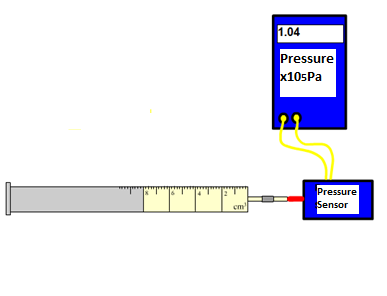 1.04
Pressure
x105Pa
8 6 4 2
cm³
Pressure
Sensor